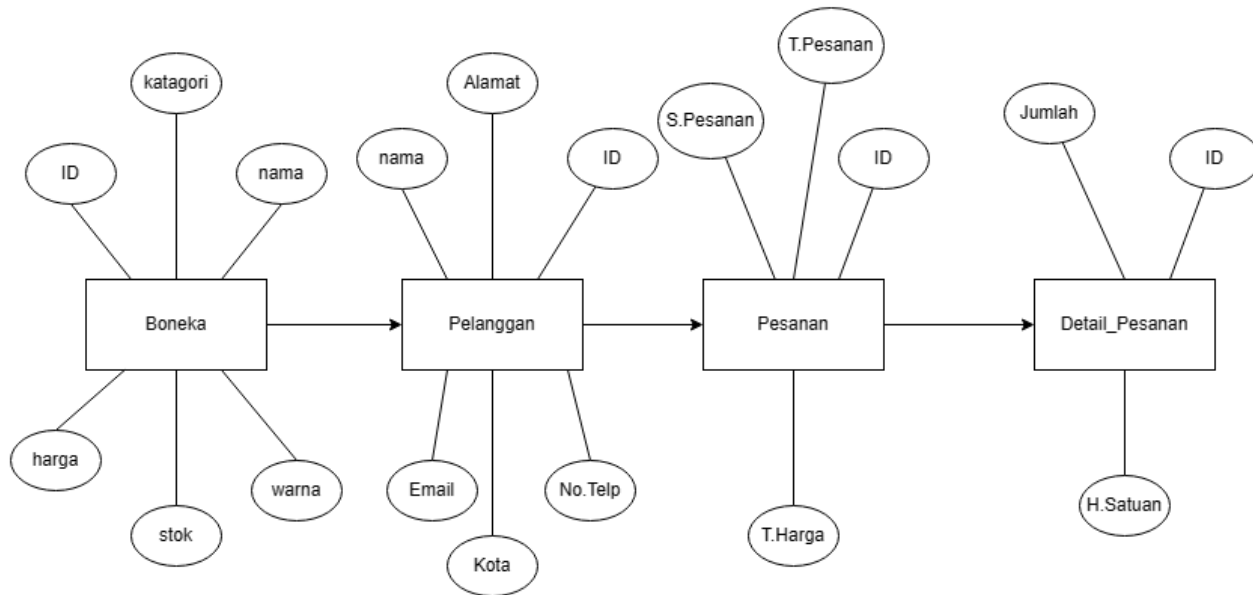 T.Pesanan
katagori
Alamat
Jumlah
S.Pesanan
nama
ID
ID
ID
nama
ID
Boneka
Pelanggan
Pesanan
Detail_Pesanan
harga
warna
Email
No.Telp
stok
T.Harga
H.Satuan
Kota